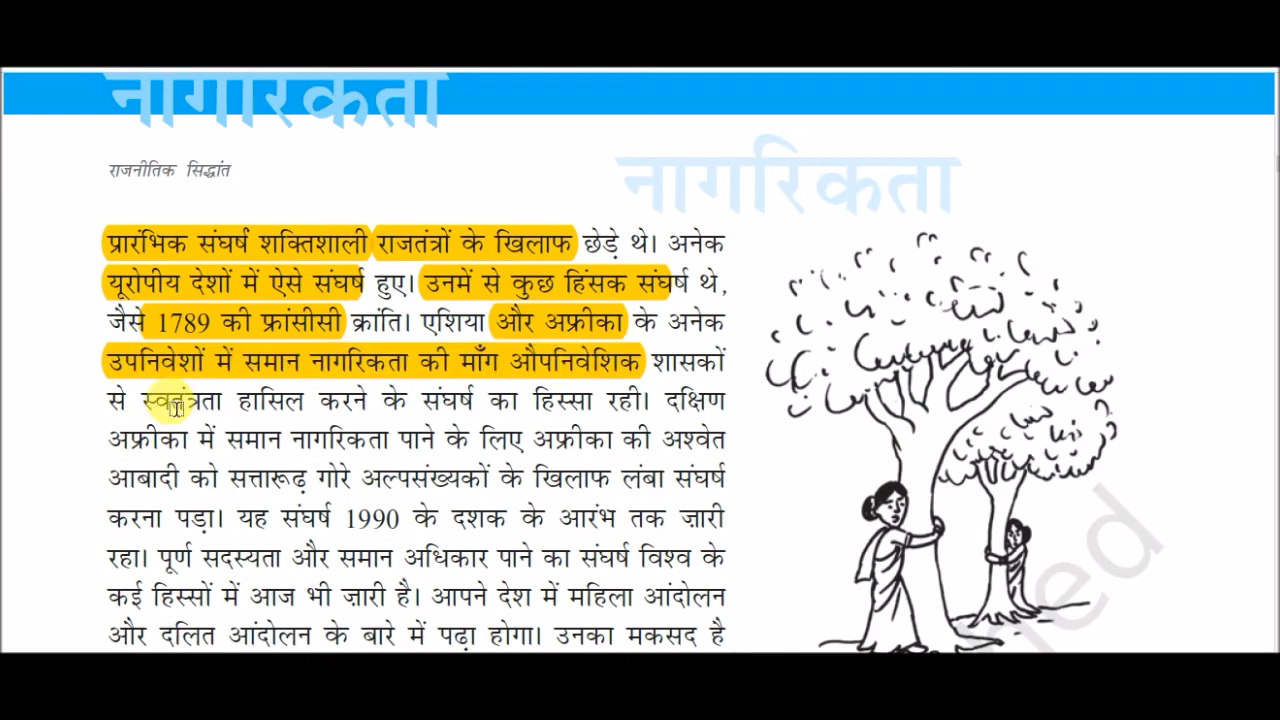 नागरिकता
राजनीतिक सिद्धांत
नागरिकता
प्रारंभिक संघर्ष शक्तिशाली राजतंत्रों के खिलाफ छेड़े थे। अनेक
यूरोपीय देशों में ऐसे संघर्ष हुए। उनमें से कुछ हिंसक संघर्ष थे,
जैसे 1789 की फ्रांसीसी क्रांति। एशिया और अफ्रीका के अनेक
उपनिवेशों में समान नागरिकता की माँग औपनिवेशिक शासकों
से स्वतंत्रता हासिल करने के संघर्ष का हिस्सा रही। दक्षिण
अफ्रीका में समान नागरिकता पाने के लिए अफ्रीका की अश्वेत
आबादी को सत्तारूढ़ गोरे अल्पसंख्यकों के खिलाफ लंबा संघर्ष
करना पड़ा। यह संघर्ष 1990 के दशक के आरंभ तक ज़ारी
रहा। पूर्ण सदस्यता और समान अधिकार पाने का संघर्ष विश्व के
कई हिस्सों में आज भी ज़ारी है। आपने देश में महिला आंदोलन
और दलित आंदोलन के बारे में पढ़ा होगा। उनका मकसद है